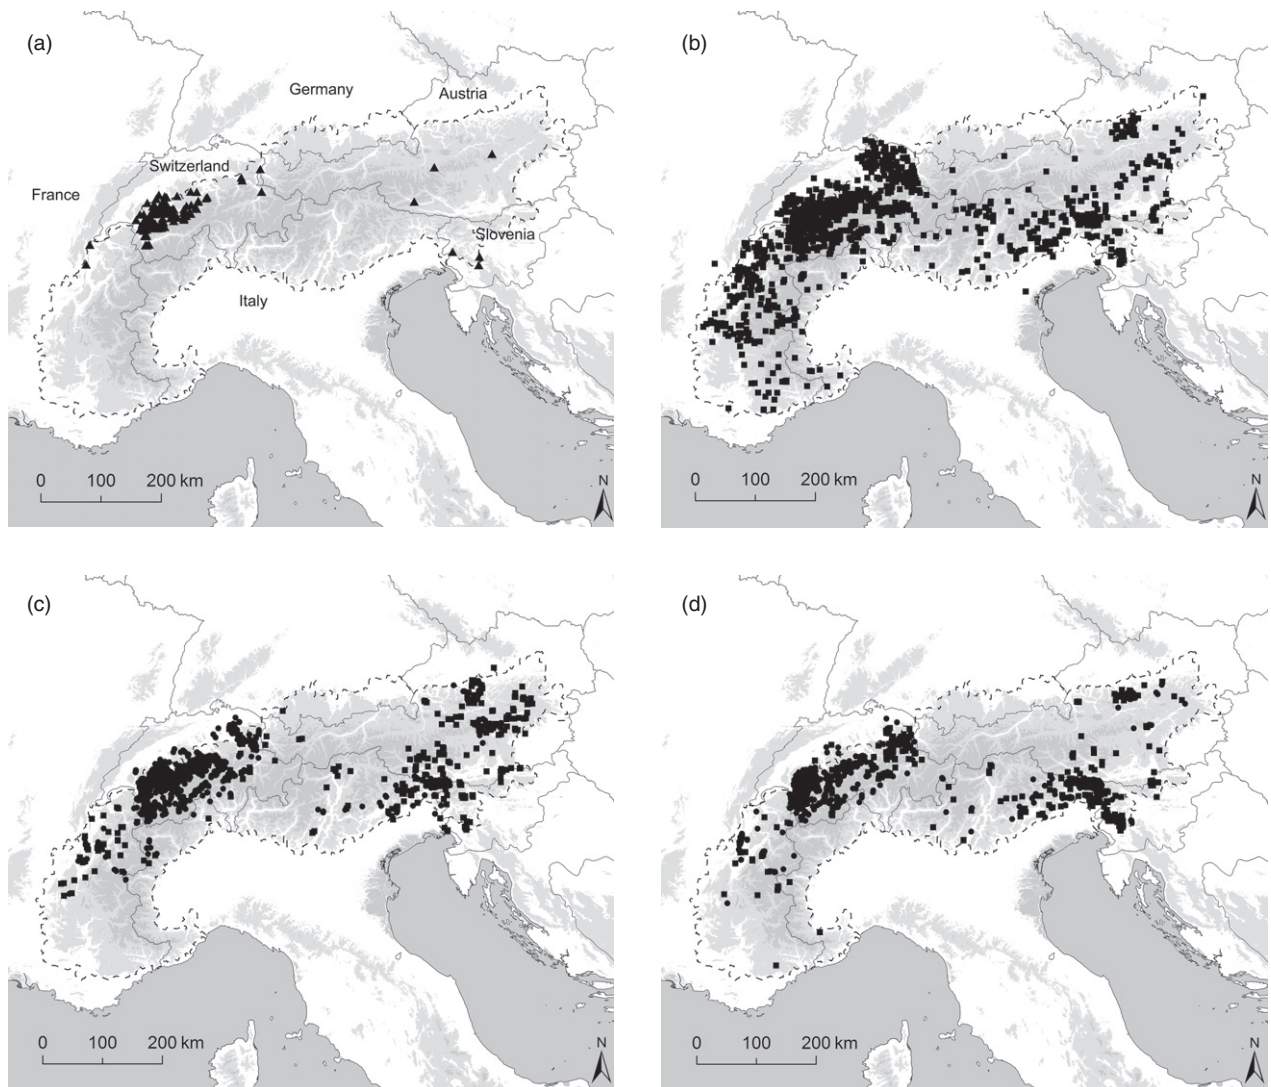 (a)
Germany
Austria
Switzerland
France
Slovenia
Italy
0 100 200 km
N
(b)
0 100 200 km
N
(c)
0 100 200 km
N
(d)
0 100 200 km
N